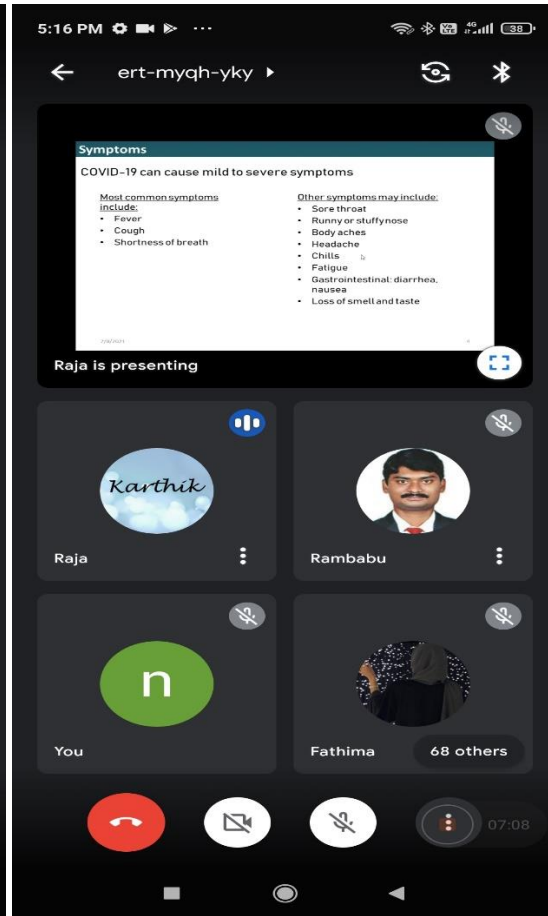 5:16 PM
4G
38
ert-myqh-yky
Symptoms
COVID-19 can cause mild to severe symptoms
Most common symptoms
include:
• Fever
• Cough
• Shortness of breath
Other symptoms may include:
• Sore throat
• Runny or stuffy nose
• Body aches
• Headache
• Chills
• Fatigue
• Gastrointestinal: diarrhea,
nausea
• Loss of smell and taste
Raja is presenting
Karthik
Raja
Rambabu
n
You
Fathima
68 others
07:08